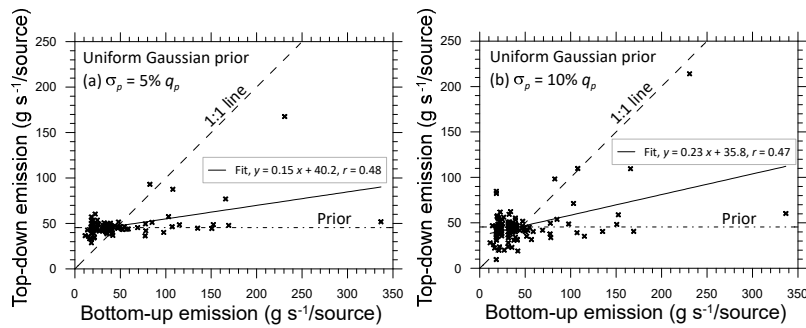 Uniform Gaussian prior
(a) σp = 5% qp
1:1 line
Fit, y = 0.15 x + 40.2, r = 0.48
Prior
Top-down emission (g s⁻¹/source)
250
200
150
100
50
0
0 50 100 150 200 250 300 350
Bottom-up emission (g s⁻¹/source)
Uniform Gaussian prior
(b) σp = 10% qp
1:1 line
Fit, y = 0.23 x + 35.8, r = 0.47
Prior
Top-down emission (g s⁻¹/source)
250
200
150
100
50
0
0 50 100 150 200 250 300 350
Bottom-up emission (g s⁻¹/source)